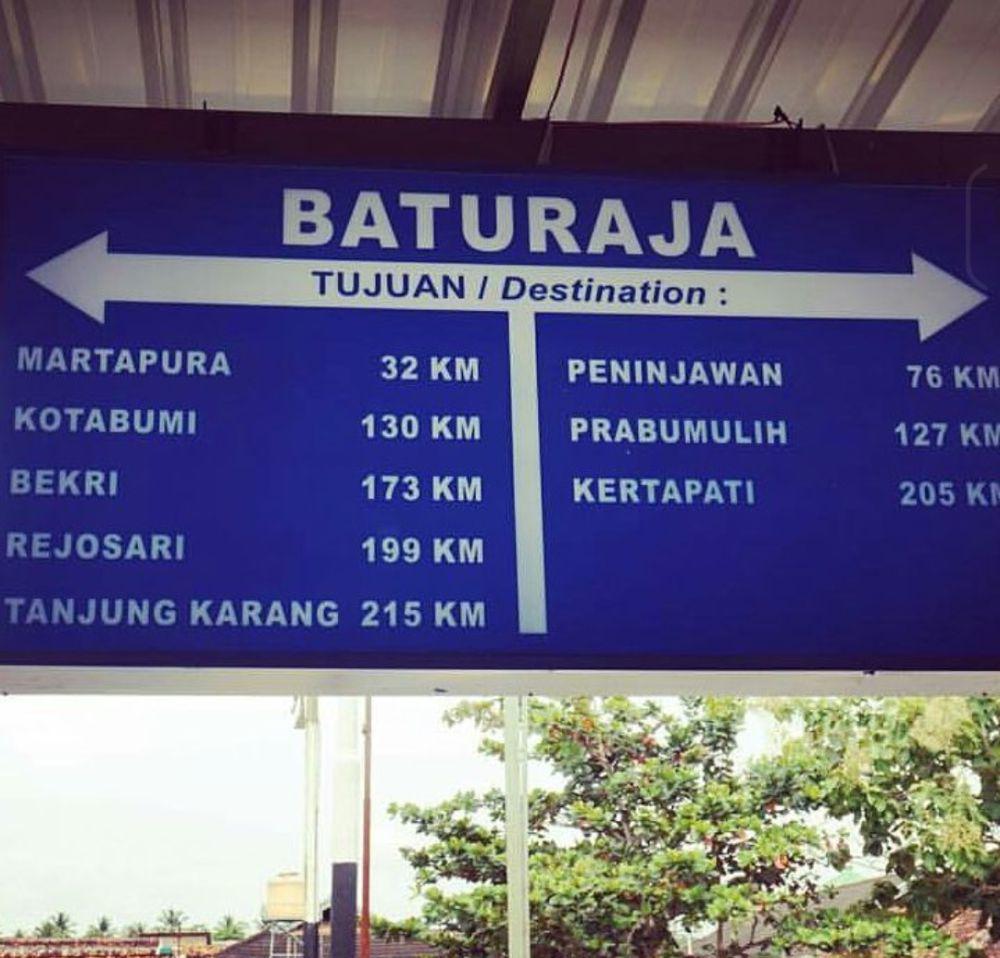 BATURAJA
TUJUAN / Destination :
MARTAPURA 32 KM
KOTABUMI 130 KM
BEKRI 173 KM
REJOSARI 199 KM
TANJUNG KARANG 215 KM
PENINJAWAN 76 KM
PRABUMULIH 127 KM
KERTAPATI 205 KM